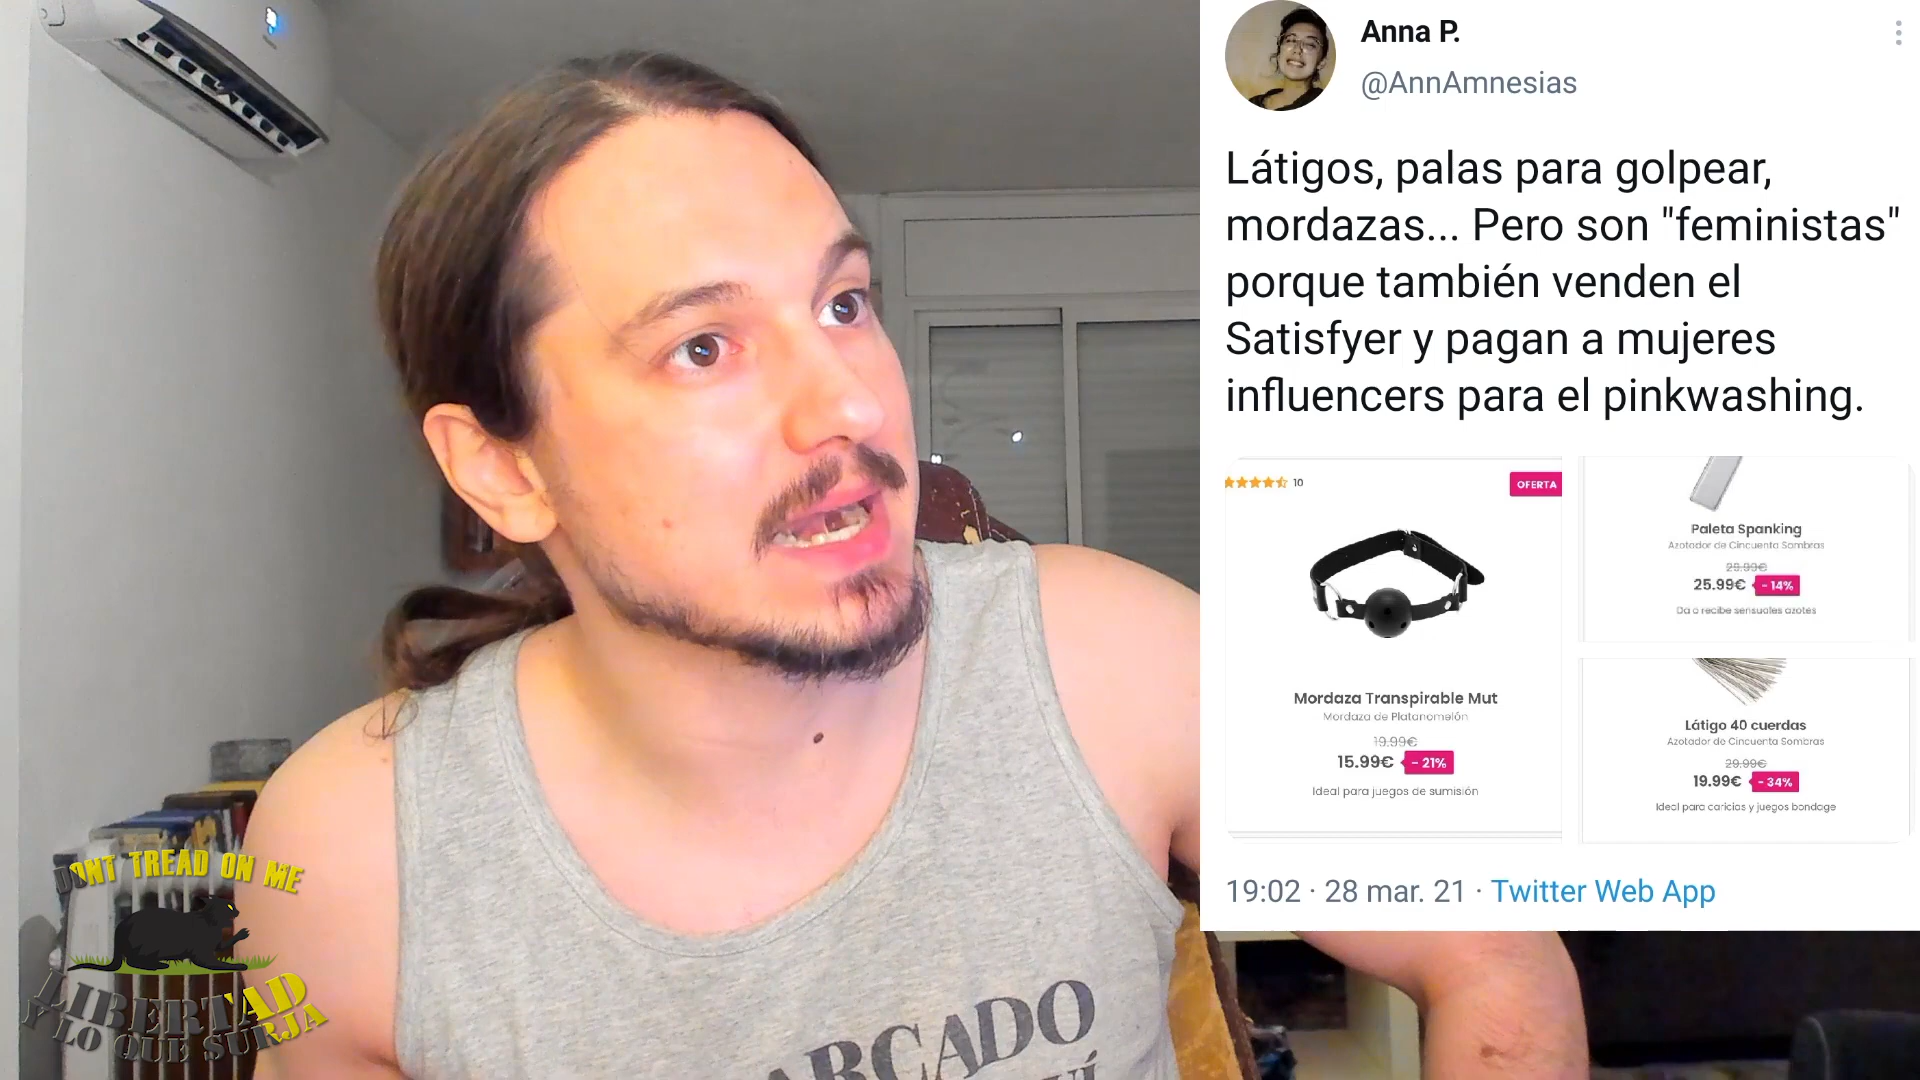 Anna P.
@AnnAmnesias
Látigos, palas para golpear,
mordazas... Pero son "feministas"
porque también venden el
Satisfyer y pagan a mujeres
influencers para el pinkwashing.
10
OFERTA
Mordaza Transpirable Mut
Mordaza de Platanomelón
19.99€
15.99€ - 21%
Ideal para juegos de sumisión
Paleta Spanking
Azotador de Cincuenta Sombras
29.99€
25.99€ - 14%
Da o recibe sensuales azotes
Látigo 40 cuerdas
Azotador de Cincuenta Sombras
29.99€
19.99€ - 34%
Ideal para caricias y juegos bondage
19:02 · 28 mar. 21 · Twitter Web App
DONT TREAD ON ME
LIBERTAD
Y LO QUE SURJA
ARCADO